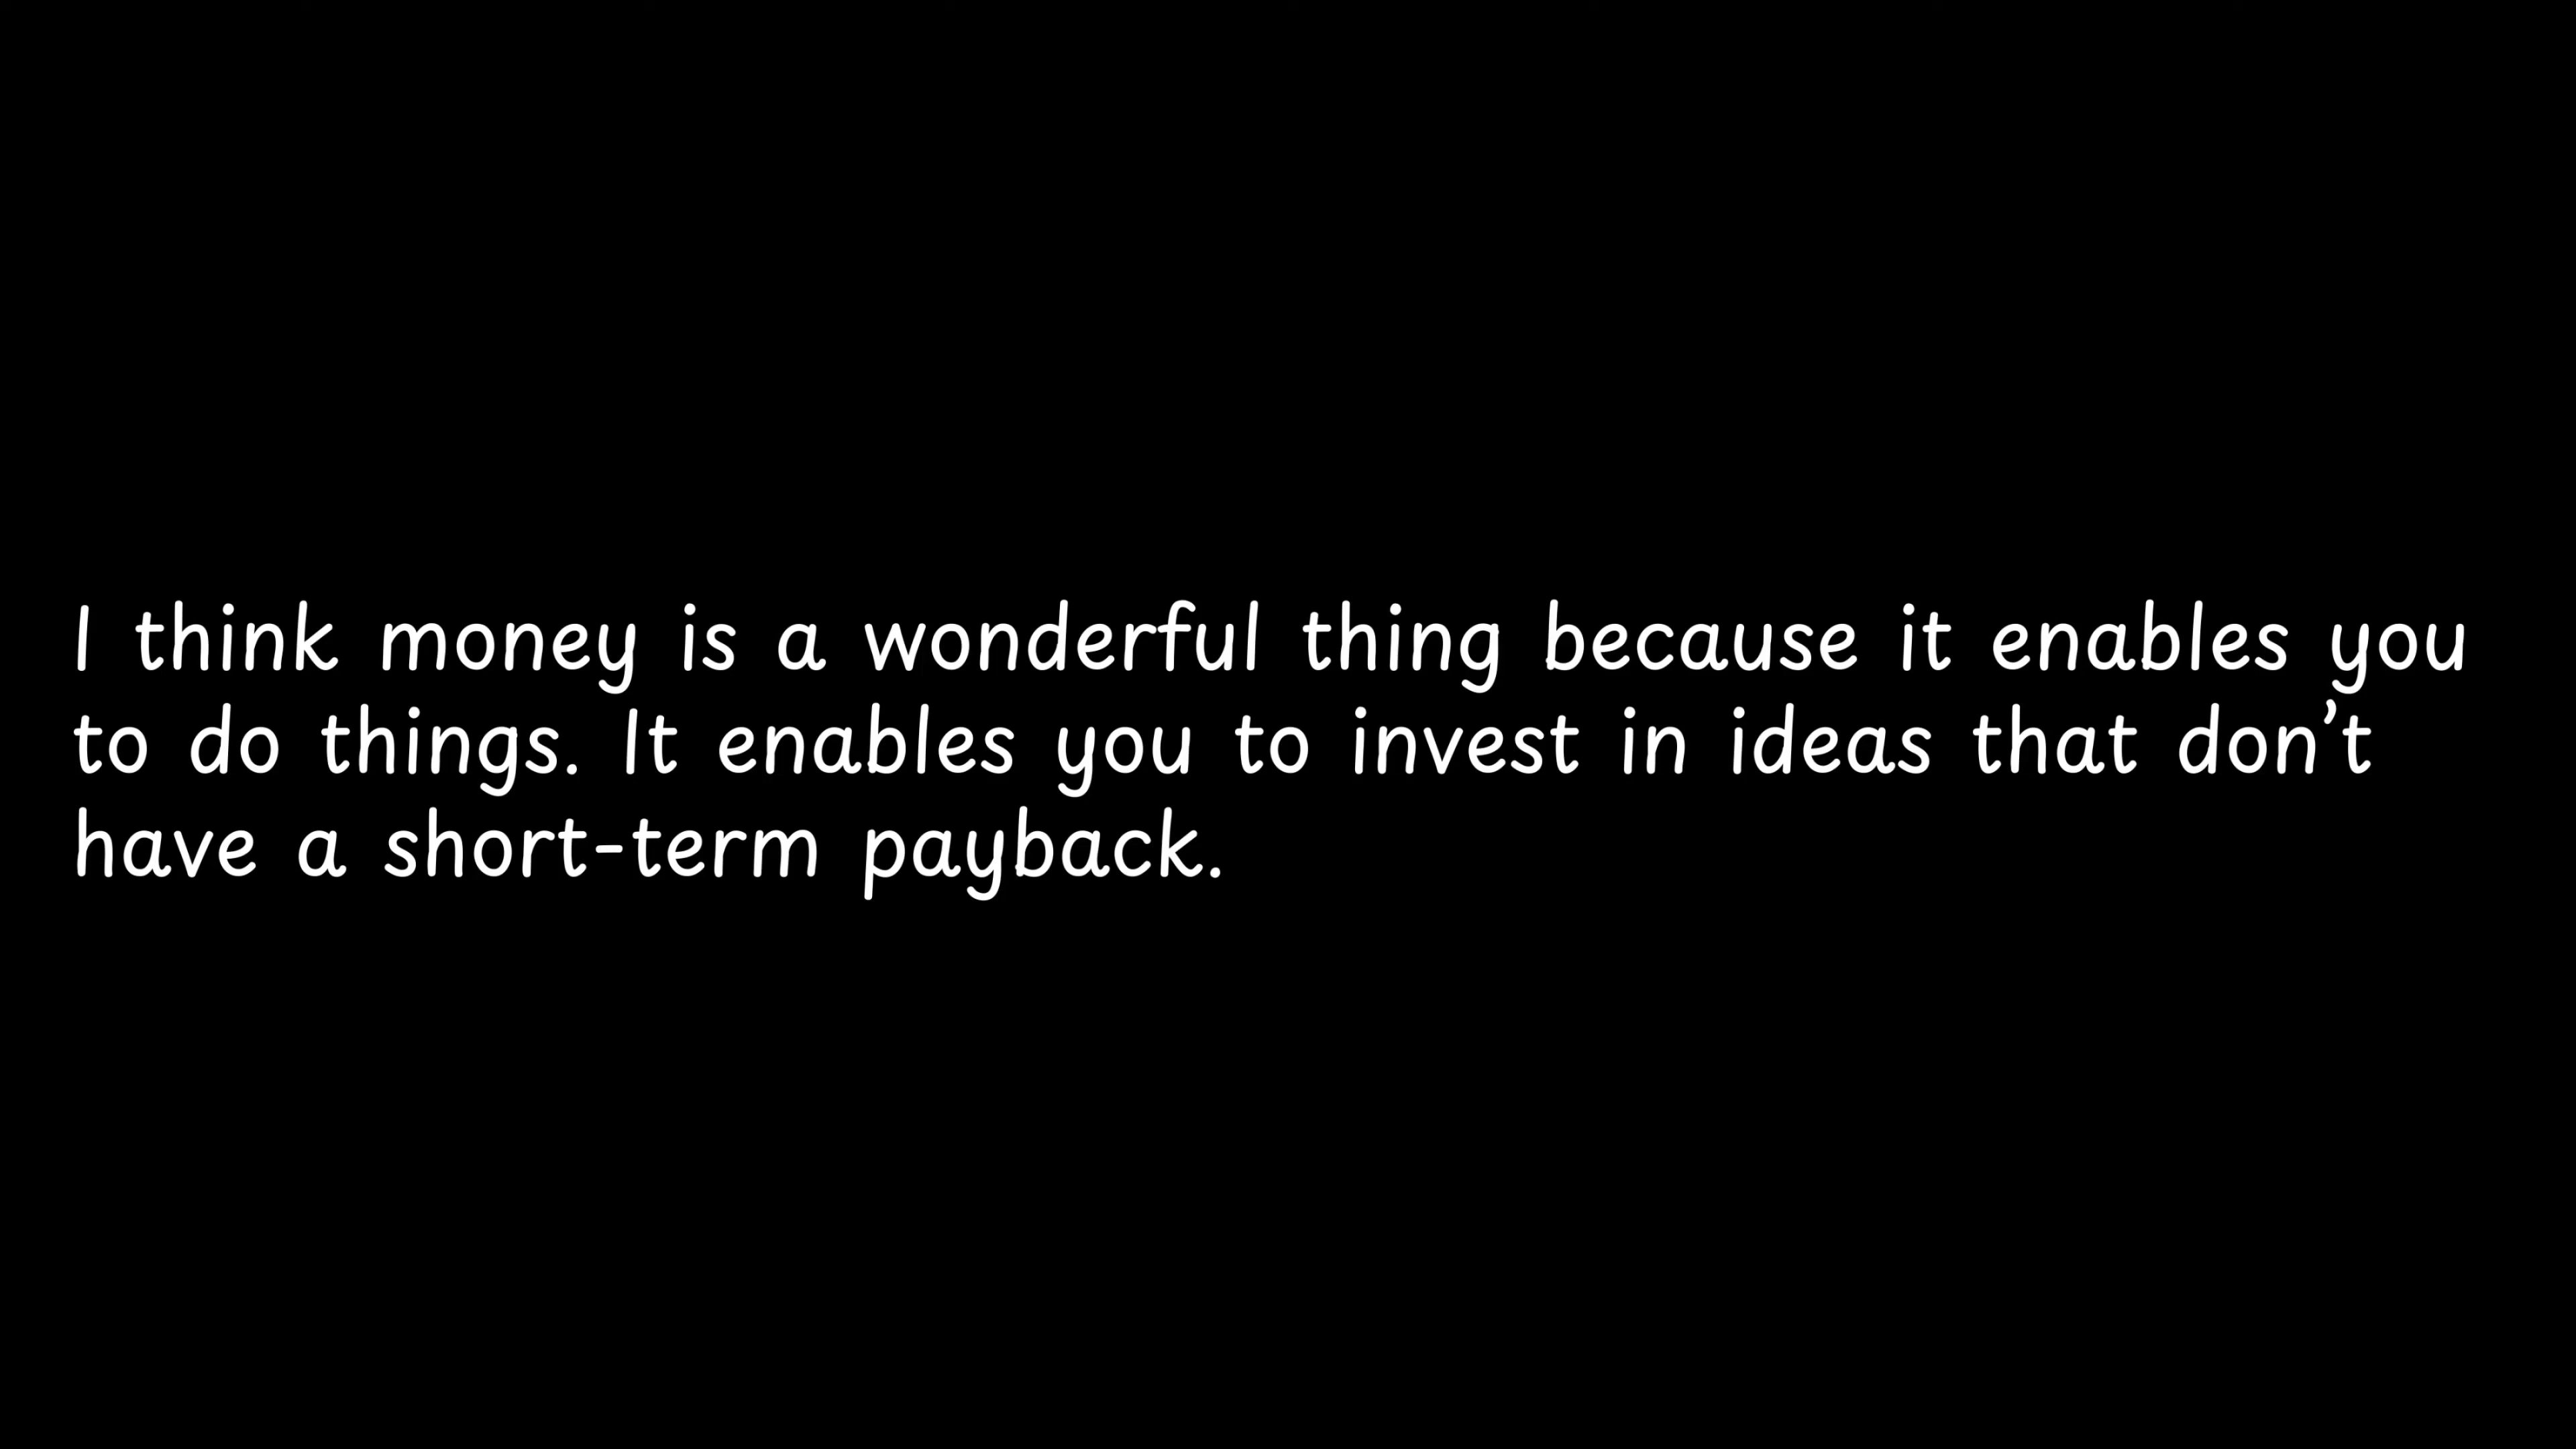 I think money is a wonderful thing because it enables you
to do things. It enables you to invest in ideas that don’t
have a short-term payback.